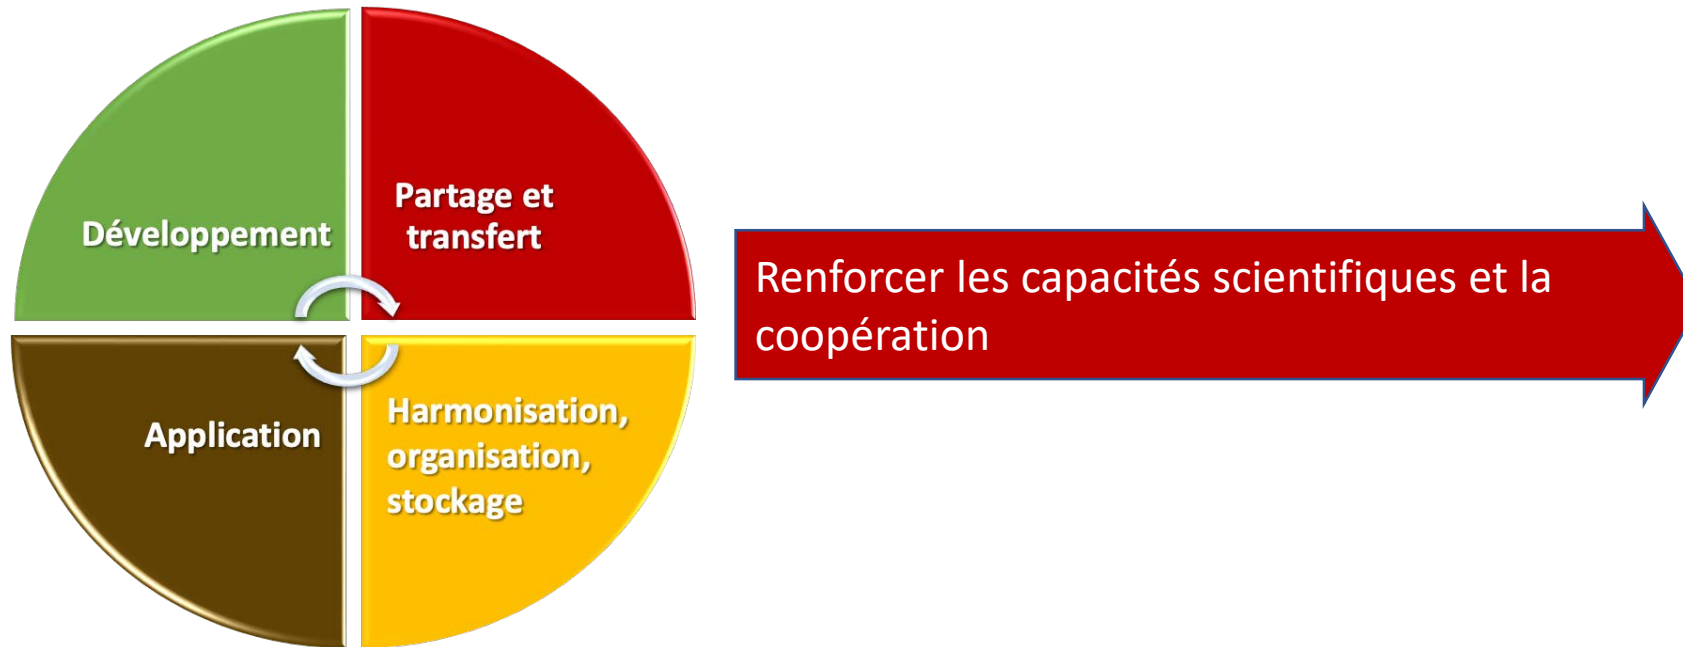 Développement
Partage et
transfert
Application
Harmonisation,
organisation,
stockage
Renforcer les capacités scientifiques et la
coopération